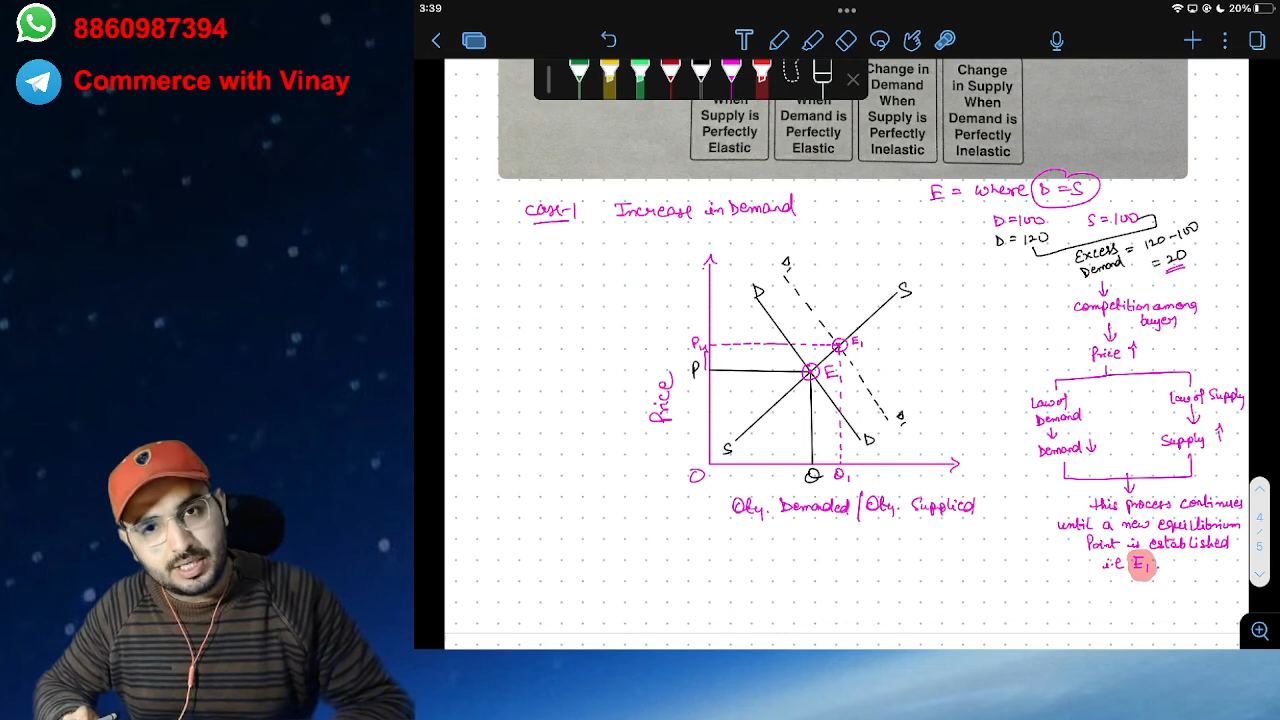 8860987394
Commerce with Vinay
3:39
20%
T
When
Supply is
Perfectly
Elastic
When
Demand is
Perfectly
Elastic
Change in
Demand
When
Supply is
Perfectly
Inelastic
Change
in Supply
When
Demand is
Perfectly
Inelastic
Case-1 Increase in Demand
E = where D = S
D=100 S=100
D = 120
Excess Demand = 120-100
= 20
Competition among
buyer
Price ↑
Law of
Demand
Demand ↓
Law of Supply
Supply ↑
this process continues
until a new equilibrium
Point is established
i.e E1
D
S
P1
E1
P
E
Price
S
D
O
Q
Q1
Qty. Demanded / Qty. Supplied
4
/
5